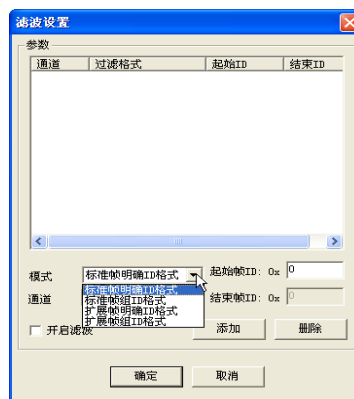 滤波设置
参数
通道 过滤格式 起始ID 结束ID
模式 标准帧明确ID格式 起始帧ID: 0x 0
标准帧明确ID格式
标准帧组ID格式
扩展帧明确ID格式
扩展帧组ID格式
通道 结束帧ID: 0x 0
开启滤波 添加 删除
确定 取消